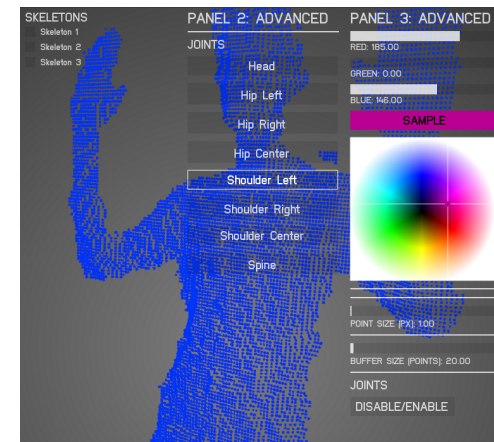 SKELETONS
Skeleton 1
Skeleton 2
Skeleton 3
PANEL 2: ADVANCED
JOINTS
Head
Hip Left
Hip Right
Hip Center
Shoulder Left
Shoulder Right
Shoulder Center
Spine
PANEL 3: ADVANCED
RED: 185.00
GREEN: 0.00
BLUE: 146.00
SAMPLE
POINT SIZE (PX): 1.00
BUFFER SIZE (POINTS): 20.00
JOINTS
DISABLE/ENABLE